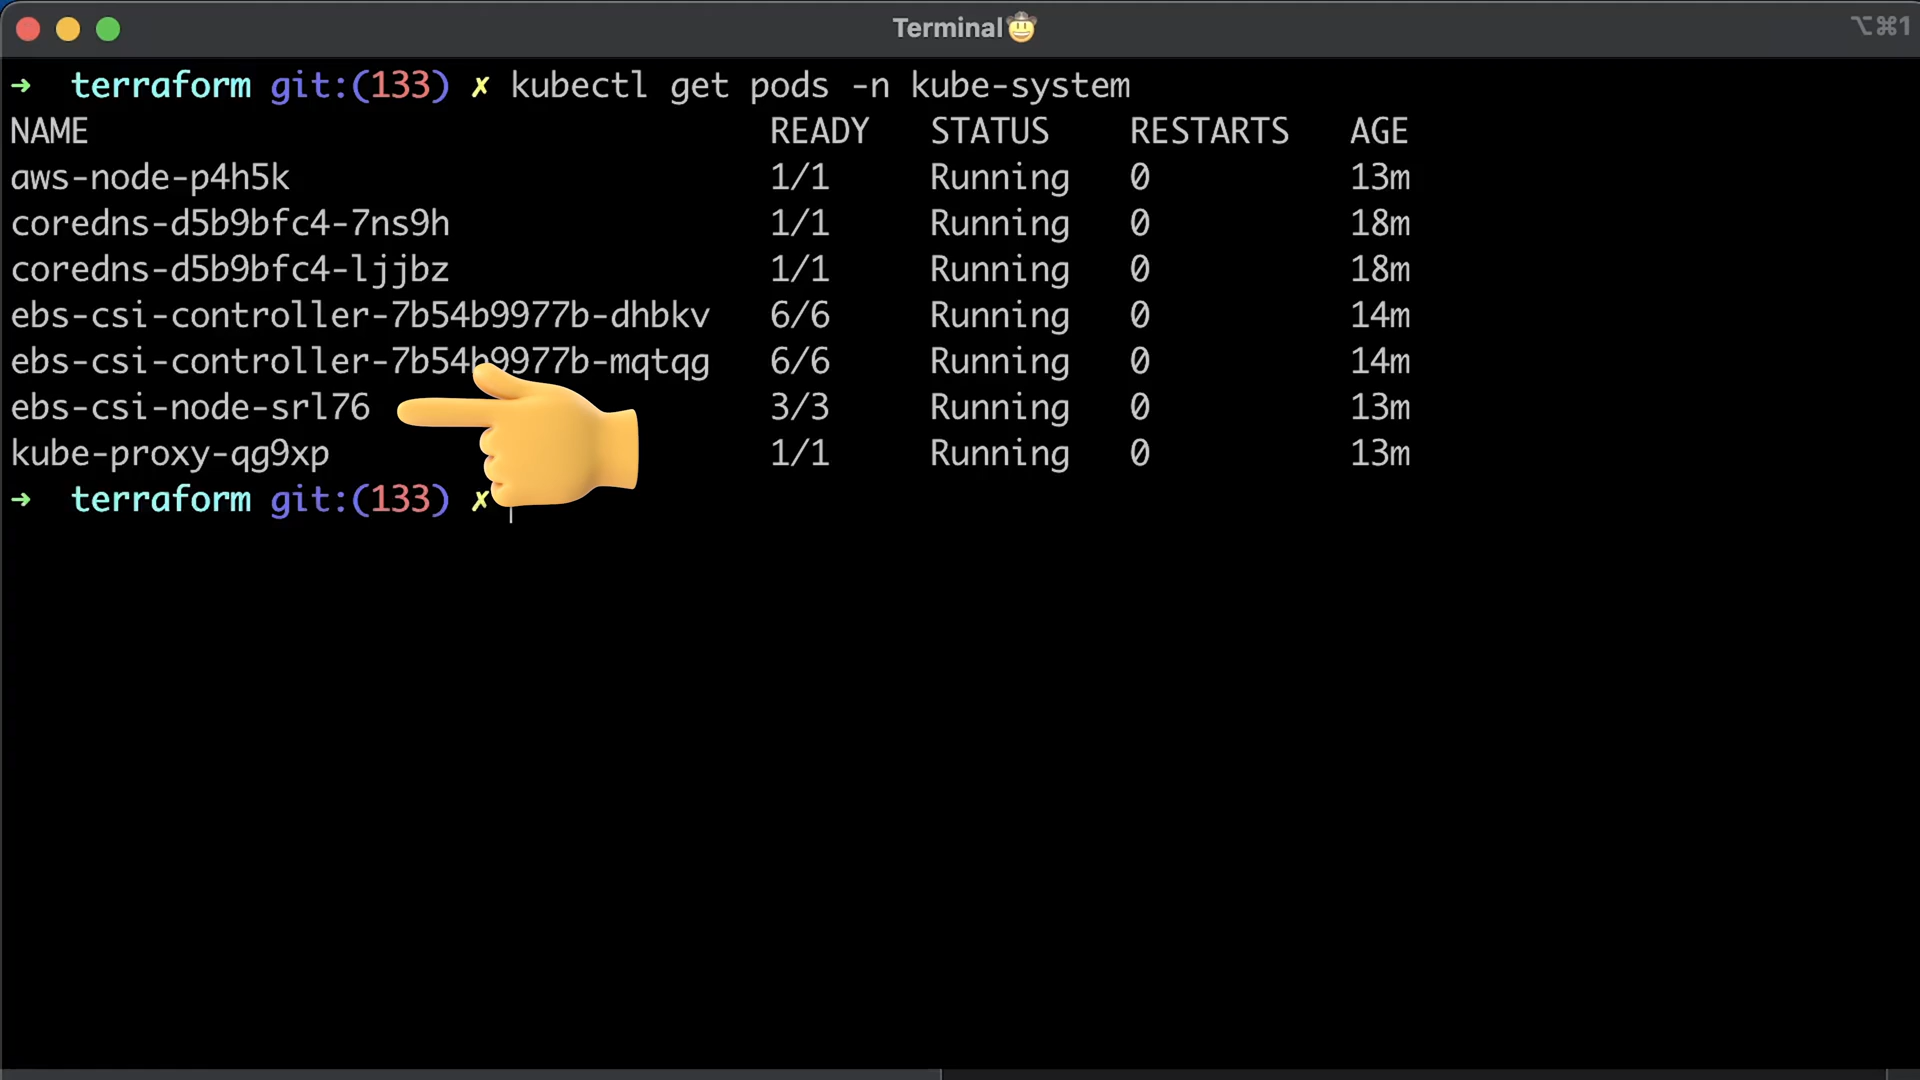 Terminal🤠
⌥⌘1
➜ terraform git:(133) ✗ kubectl get pods -n kube-system
NAME READY STATUS RESTARTS AGE
aws-node-p4h5k 1/1 Running 0 13m
coredns-d5b9bfc4-7ns9h 1/1 Running 0 18m
coredns-d5b9bfc4-ljjbz 1/1 Running 0 18m
ebs-csi-controller-7b54b9977b-dhbkv 6/6 Running 0 14m
ebs-csi-controller-7b54b9977b-mqtqg 6/6 Running 0 14m
ebs-csi-node-srl76 3/3 Running 0 13m
kube-proxy-qg9xp 1/1 Running 0 13m
➜ terraform git:(133) ✗